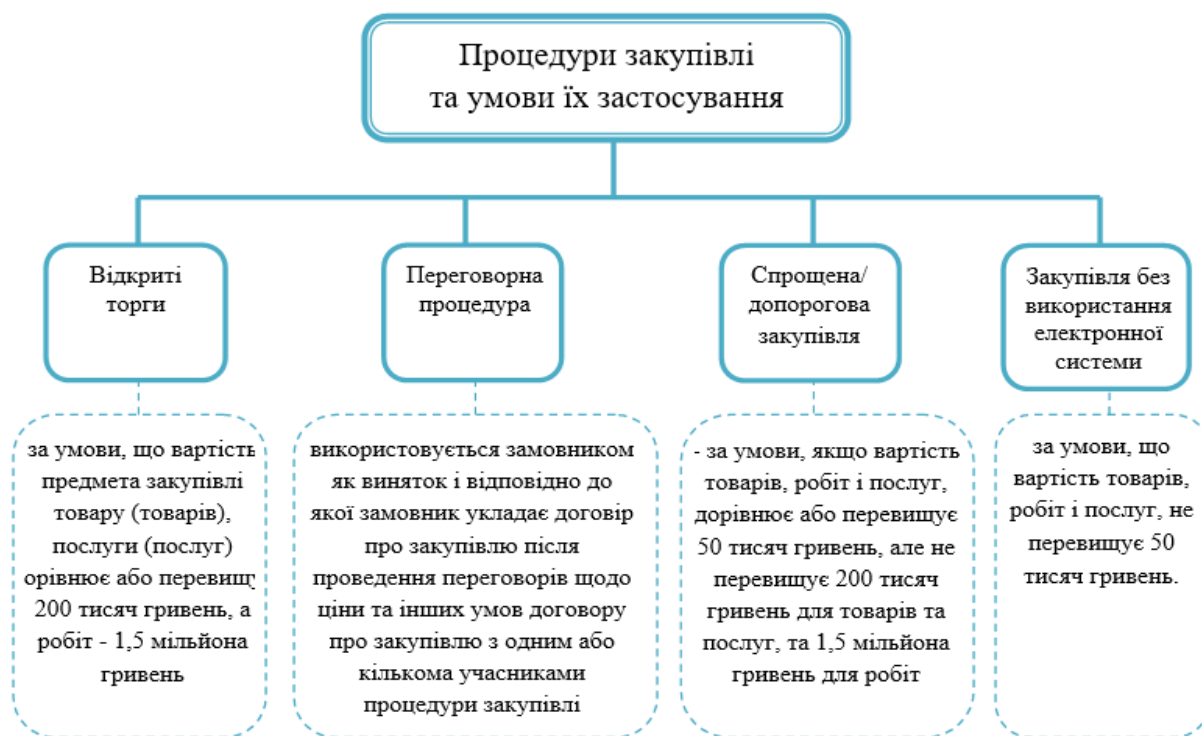 Процедури закупівлі
та умови їх застосування
Відкриті
торги
Переговорна
процедура
Спрощена/
допорогова
закупівля
Закупівля без
використання
електронної
системи
за умови, що вартість
предмета закупівлі
товару (товарів),
послуги (послуг)
орівнює або перевищу
200 тисяч гривень, а
робіт - 1,5 мільйона
гривень
використовується замовником
як виняток і відповідно до
якої замовник укладає договір
про закупівлю після
проведення переговорів щодо
ціни та інших умов договору
про закупівлю з одним або
кількома учасниками
процедури закупівлі
- за умови, якщо вартість
товарів, робіт і послуг,
дорівнює або перевищує
50 тисяч гривень, але не
перевищує 200 тисяч
гривень для товарів та
послуг, та 1,5 мільйона
гривень для робіт
за умови, що
вартість товарів,
робіт і послуг, не
перевищує 50
тисяч гривень.